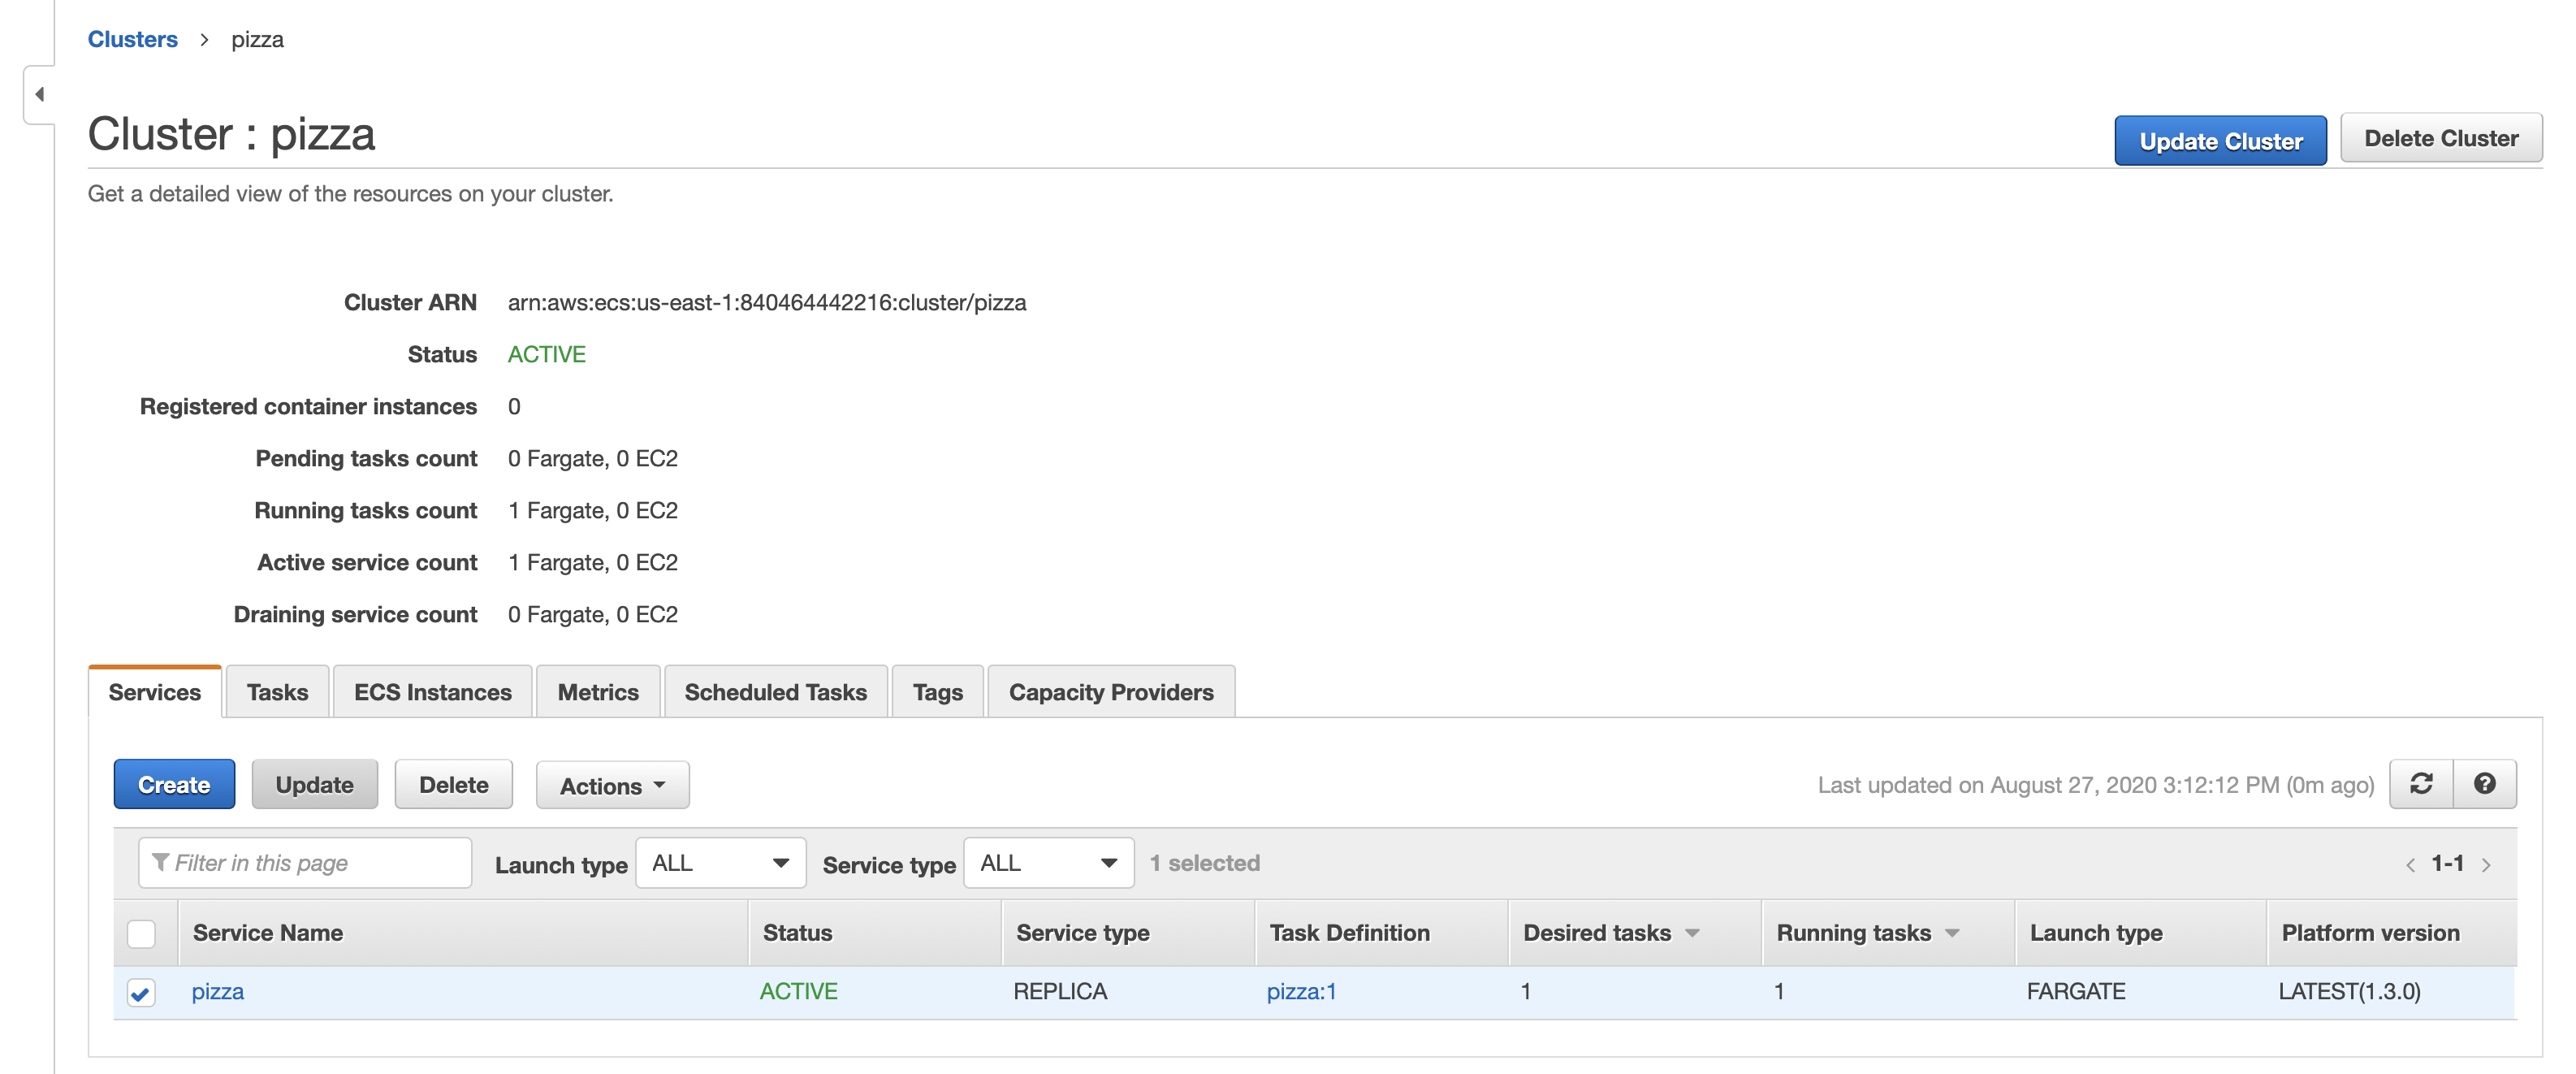 Clusters > pizza
Cluster : pizza
Update Cluster
Delete Cluster
Get a detailed view of the resources on your cluster.
Cluster ARN arn:aws:ecs:us-east-1:840464442216:cluster/pizza
Status ACTIVE
Registered container instances 0
Pending tasks count 0 Fargate, 0 EC2
Running tasks count 1 Fargate, 0 EC2
Active service count 1 Fargate, 0 EC2
Draining service count 0 Fargate, 0 EC2
Services Tasks ECS Instances Metrics Scheduled Tasks Tags Capacity Providers
Create Update Delete Actions Last updated on August 27, 2020 3:12:12 PM (0m ago)
Filter in this page Launch type ALL Service type ALL 1 selected < 1-1 >
Service Name Status Service type Task Definition Desired tasks Running tasks Launch type Platform version
pizza ACTIVE REPLICA pizza:1 1 1 FARGATE LATEST(1.3.0)